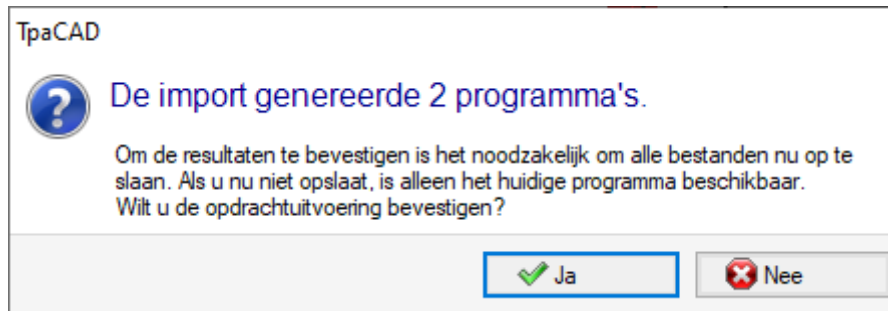 TpaCAD
De import genereerde 2 programma's.
Om de resultaten te bevestigen is het noodzakelijk om alle bestanden nu op te
slaan. Als u nu niet opslaat, is alleen het huidige programma beschikbaar.
Wilt u de opdrachtuitvoering bevestigen?
Ja
Nee